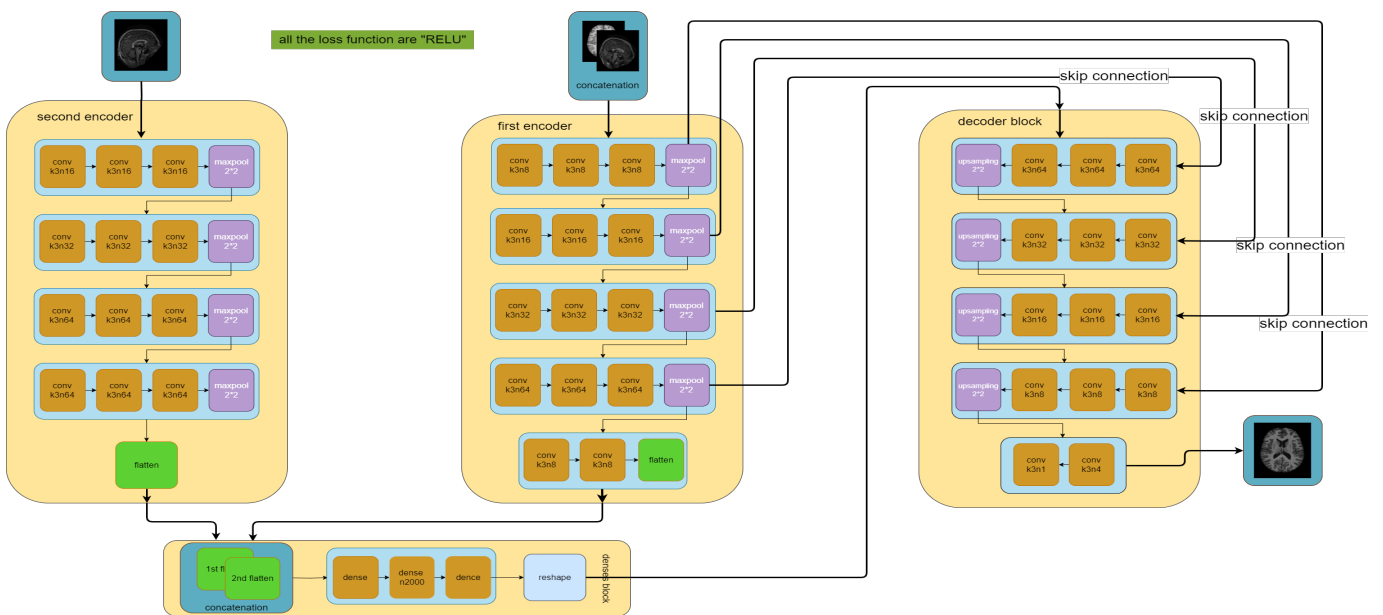 all the loss function are "RELU"
second encoder
conv
k3n16
conv
k3n16
conv
k3n16
maxpool
2*2
conv
k3n32
conv
k3n32
conv
k3n32
maxpool
2*2
conv
k3n64
conv
k3n64
conv
k3n64
maxpool
2*2
conv
k3n64
conv
k3n64
conv
k3n64
maxpool
2*2
flatten
concatenation
first encoder
conv
k3n8
conv
k3n8
conv
k3n8
maxpool
2*2
conv
k3n16
conv
k3n16
conv
k3n16
maxpool
2*2
conv
k3n32
conv
k3n32
conv
k3n32
maxpool
2*2
conv
k3n64
conv
k3n64
conv
k3n64
maxpool
2*2
conv
k3n8
conv
k3n8
flatten
skip connection
skip connection
skip connection
skip connection
decoder block
upsampling
2*2
conv
k3n64
conv
k3n64
conv
k3n64
upsampling
2*2
conv
k3n32
conv
k3n32
conv
k3n32
upsampling
2*2
conv
k3n16
conv
k3n16
conv
k3n16
upsampling
2*2
conv
k3n8
conv
k3n8
conv
k3n8
conv
k3n1
conv
k3n4
1st fl
2nd flatten
concatenation
dense
dense
n2000
dence
reshape
denses block